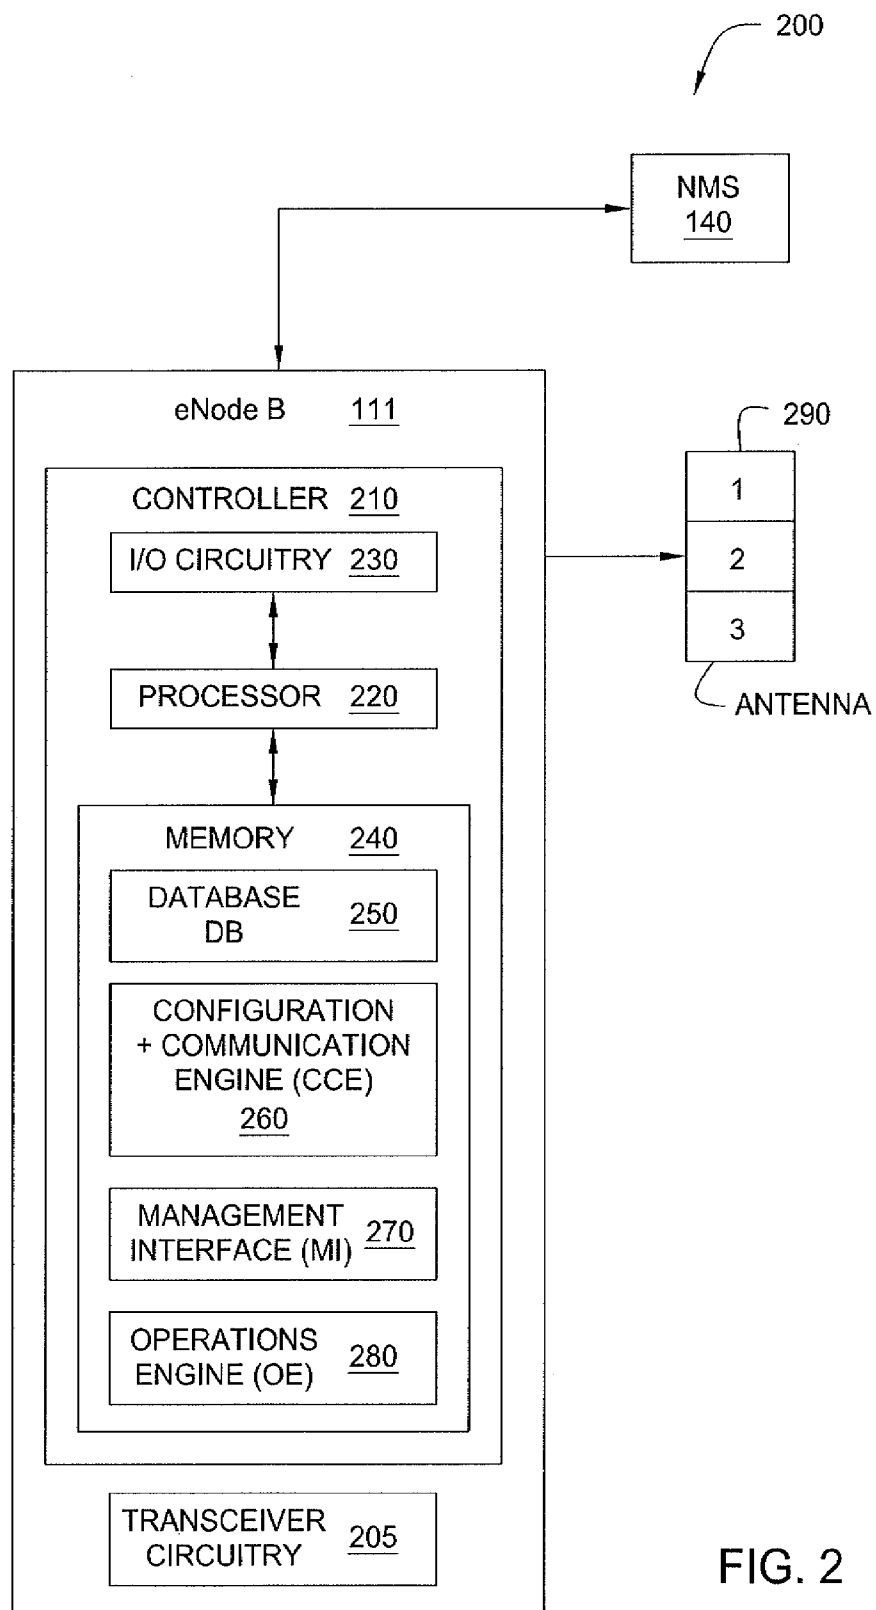 200
NMS
140
eNode B 111
290
CONTROLLER 210
1
I/O CIRCUITRY 230
2
3
PROCESSOR 220
ANTENNA
MEMORY 240
DATABASE
DB 250
CONFIGURATION
+ COMMUNICATION
ENGINE (CCE)
260
MANAGEMENT
INTERFACE (MI) 270
OPERATIONS
ENGINE (OE) 280
TRANSCEIVER
CIRCUITRY 205
FIG. 2